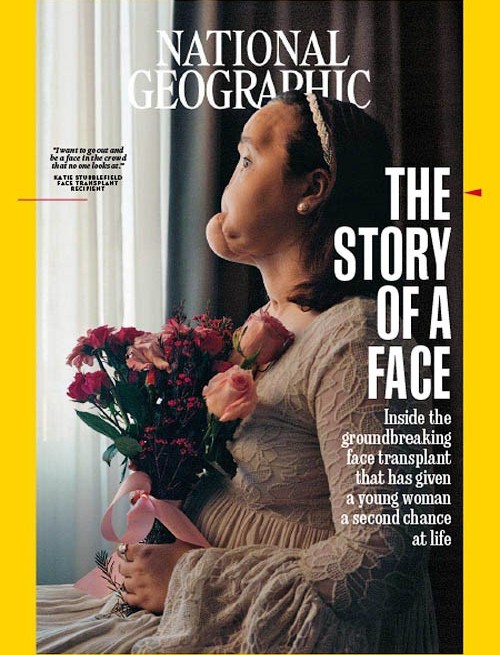 NATIONAL
GEOGRAPHIC
"I want to go out and
be a face in the crowd
that no one looks at."
KATIE STUBBLEFIELD
FACE TRANSPLANT
RECIPIENT
THE
STORY
OF A
FACE
Inside the
groundbreaking
face transplant
that has given
a young woman
a second chance
at life